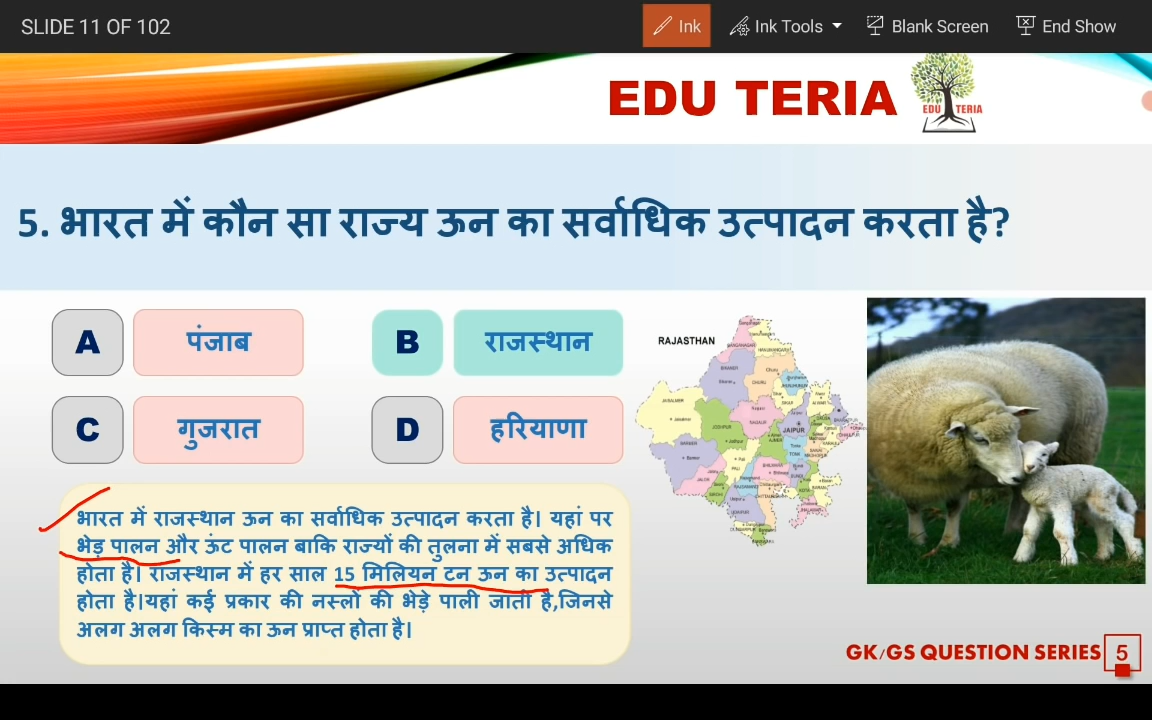 SLIDE 11 OF 102
Ink
Ink Tools
Blank Screen
End Show
EDU TERIA
EDU TERIA
5. भारत में कौन सा राज्य ऊन का सर्वाधिक उत्पादन करता है?
A पंजाब
B राजस्थान
C गुजरात
D हरियाणा
RAJASTHAN
JAIPUR
भारत में राजस्थान ऊन का सर्वाधिक उत्पादन करता है। यहां पर
भेड़ पालन और ऊंट पालन बाकि राज्यों की तुलना में सबसे अधिक
होता है। राजस्थान में हर साल 15 मिलियन टन ऊन का उत्पादन
होता है।यहां कई प्रकार की नस्लों की भेड़े पाली जाती है,जिनसे
अलग अलग किस्म का ऊन प्राप्त होता है।
GK/GS QUESTION SERIES 5